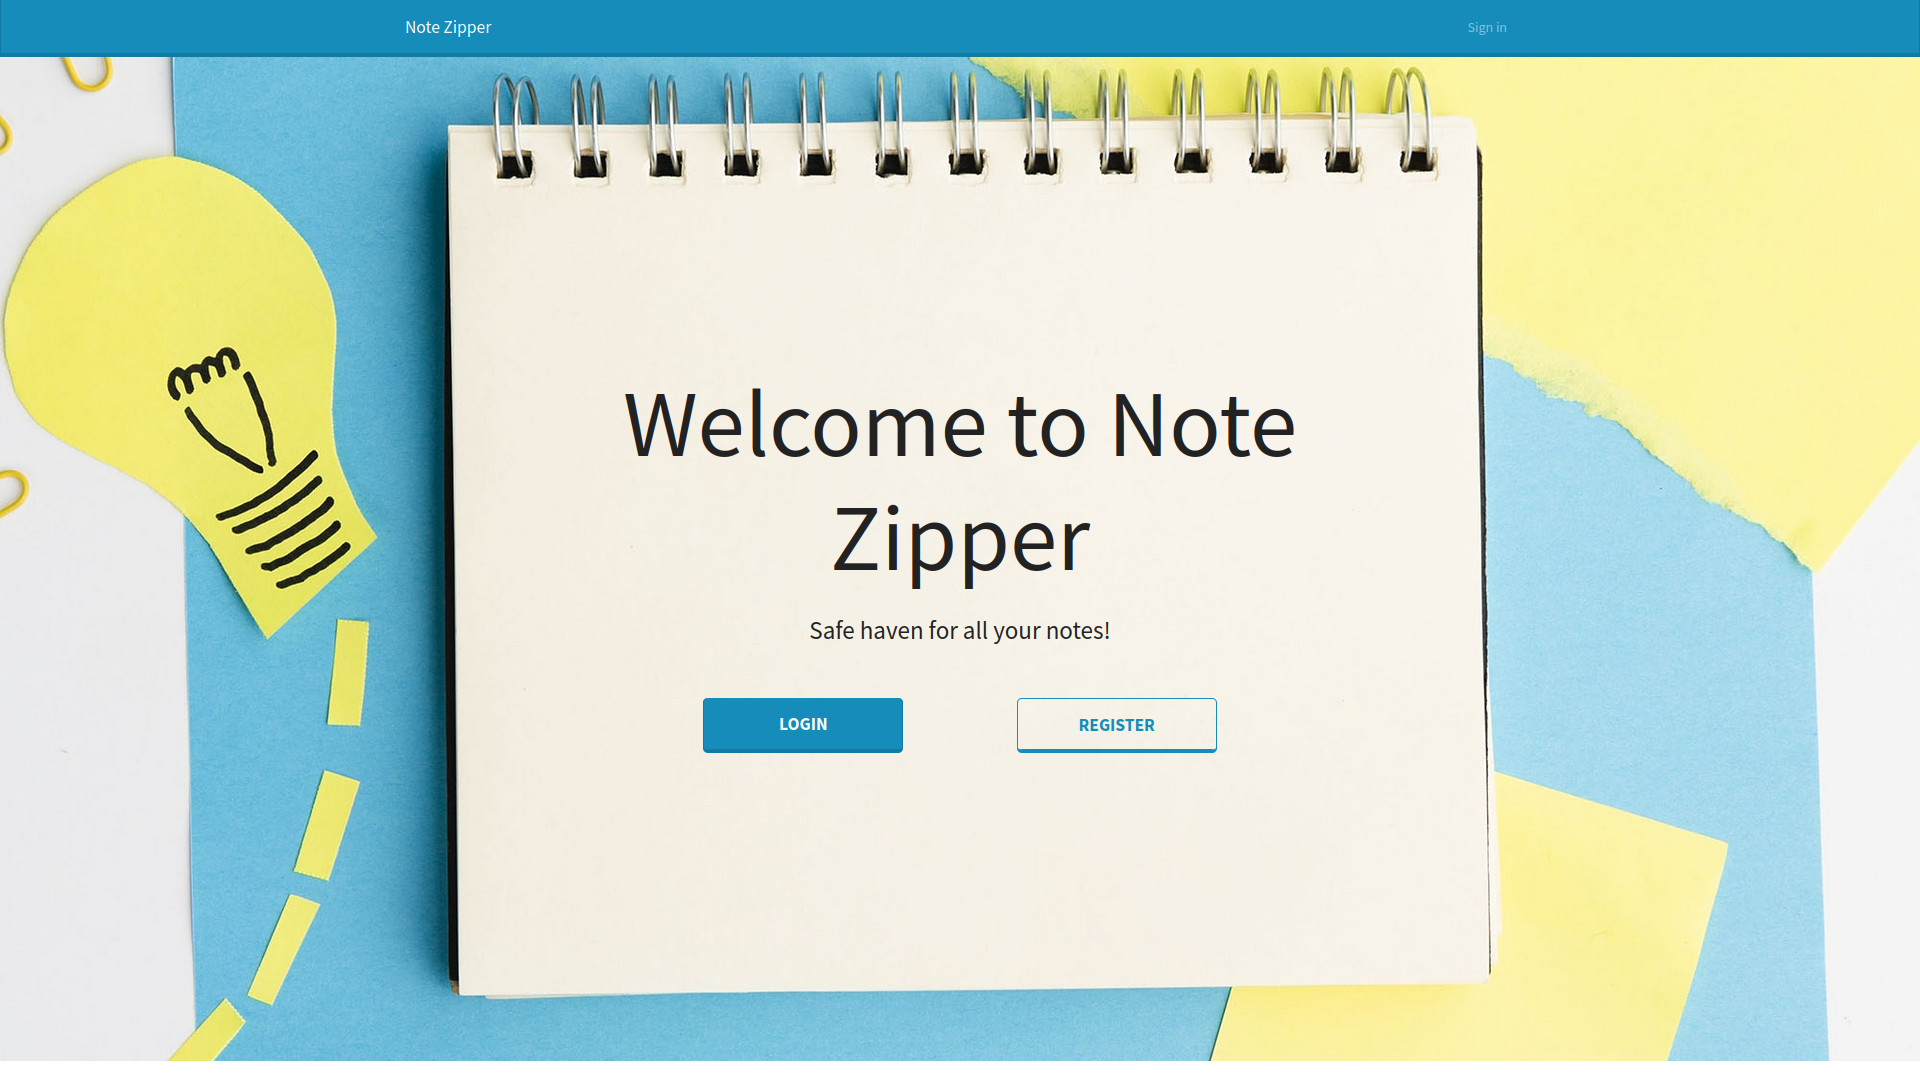 Note Zipper
Sign in
Welcome to Note
Zipper
Safe haven for all your notes!
LOGIN
REGISTER